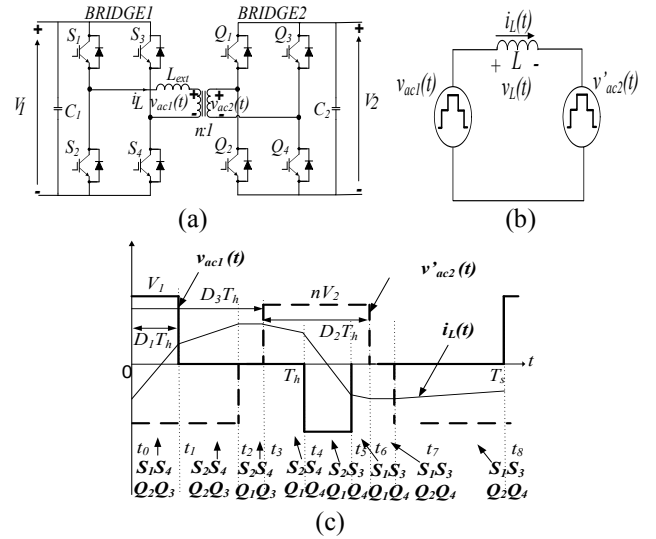 BRIDGE1 BRIDGE2
S1 S3 Q1 Q3
Lext
V1 C1 iL vac1(t) vac2(t) C2 V2
n:1
S2 S4 Q2 Q4
(a)
iL(t)
+ L -
vL(t)
vac1(t) v'ac2(t)
(b)
vac1(t) v'ac2(t)
V1 nV2
D3Th
D1Th D2Th iL(t)
0 Th Ts t
t0 t1 t2 t3 t4 t5 t6 t7 t8
S1S4 S2S4 S2S4 S2S4 S2S3 S1S3 S1S3 S1S3
Q2Q3 Q2Q3 Q1Q3 Q1Q4 Q1Q4 Q1Q4 Q2Q4 Q2Q4
(c)